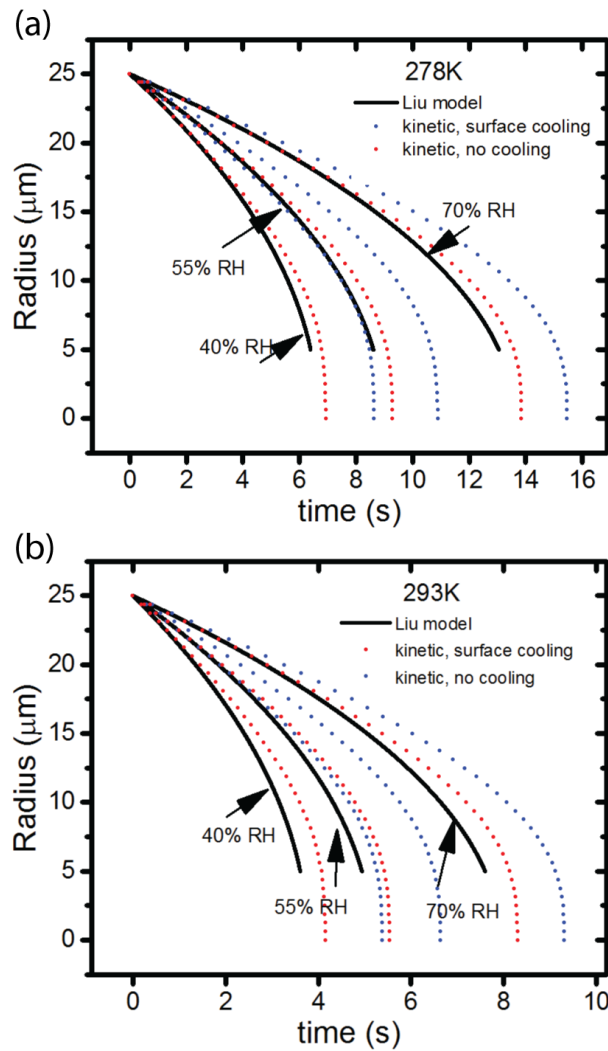 (a)
278K
Liu model
kinetic, surface cooling
kinetic, no cooling
70% RH
55% RH
40% RH
Radius (μm)
25
20
15
10
5
0
0 2 4 6 8 10 12 14 16
time (s)
(b)
293K
Liu model
kinetic, surface cooling
kinetic, no cooling
40% RH
55% RH
70% RH
Radius (μm)
25
20
15
10
5
0
0 2 4 6 8 10
time (s)